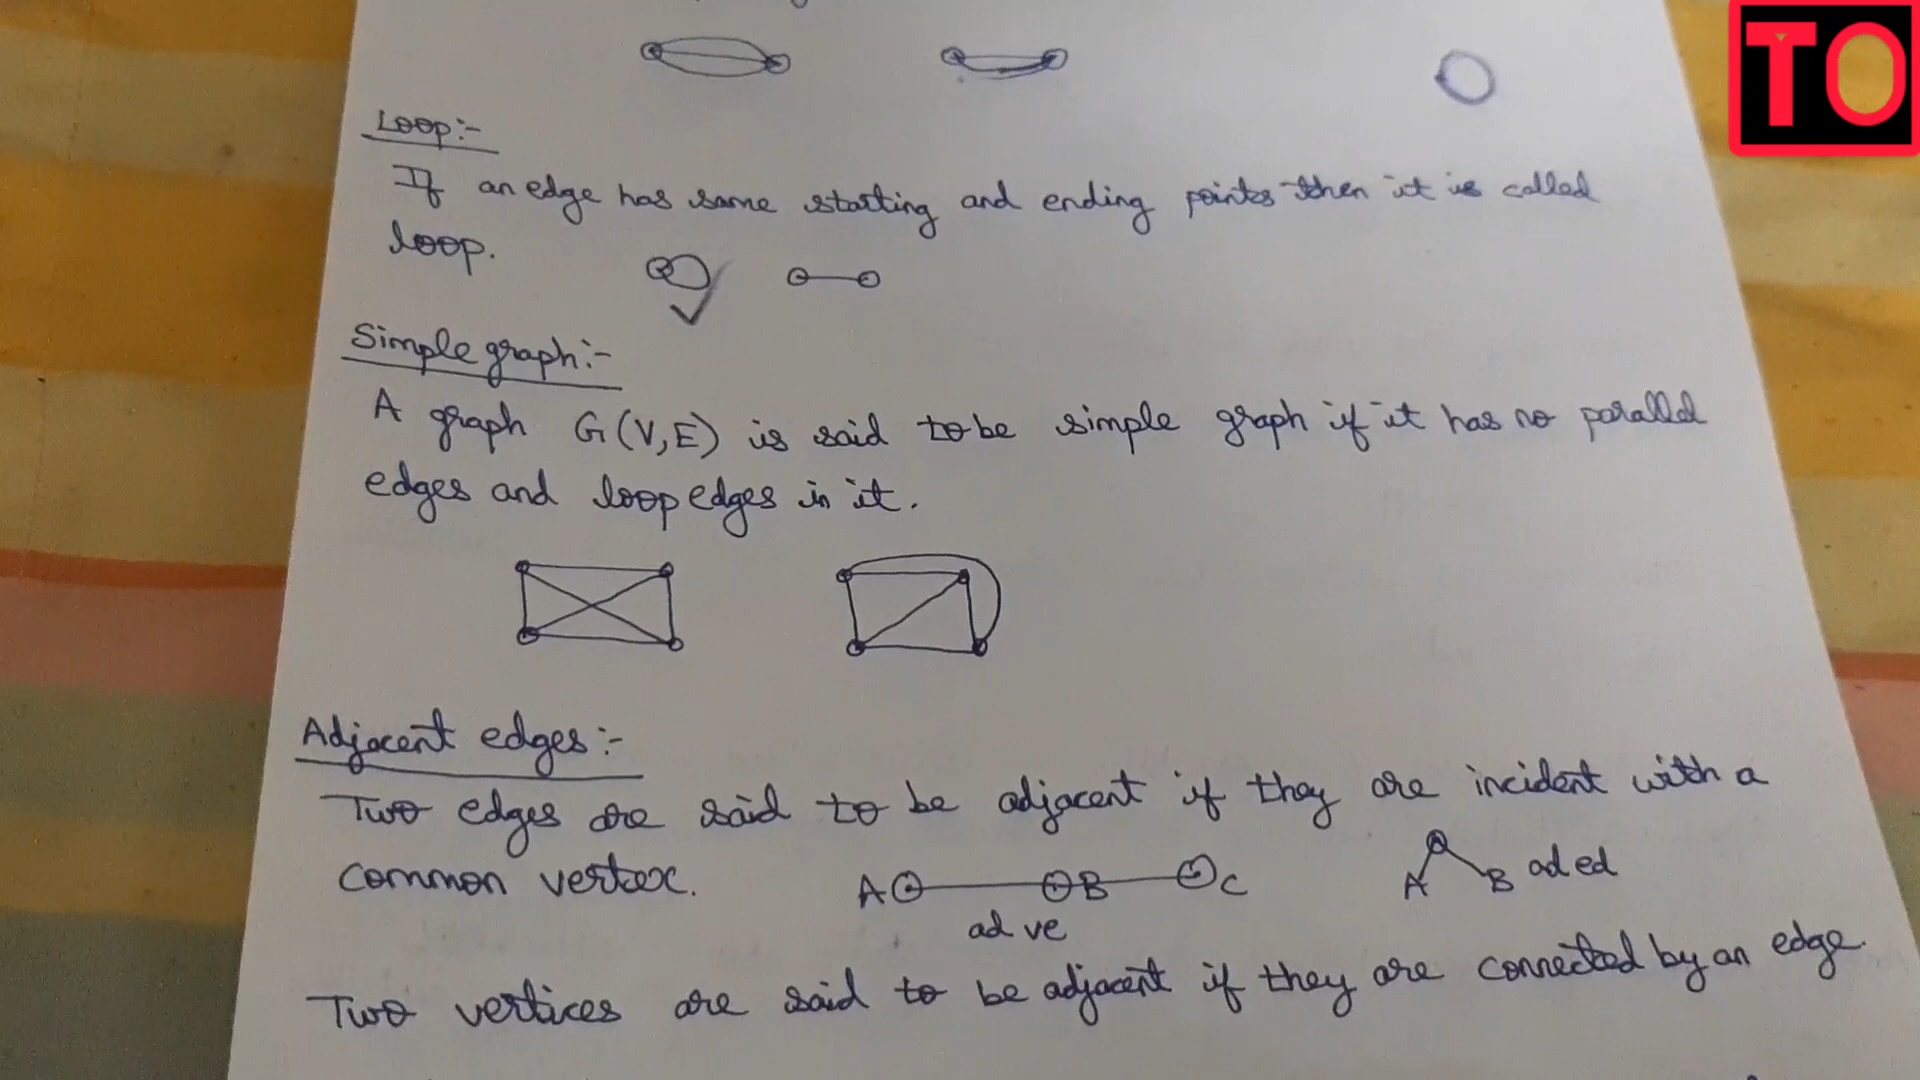 TO
Loop:-
If an edge has same starting and ending points then it is called
loop.
Simple graph:-
A graph G(V,E) is said to be simple graph if it has no parallel
edges and loop edges in it.
Adjacent edges:-
Two edges are said to be adjacent if they are incident with a
common vertex. A B C A B ad ed
ad ve
Two vertices are said to be adjacent if they are connected by an edge.